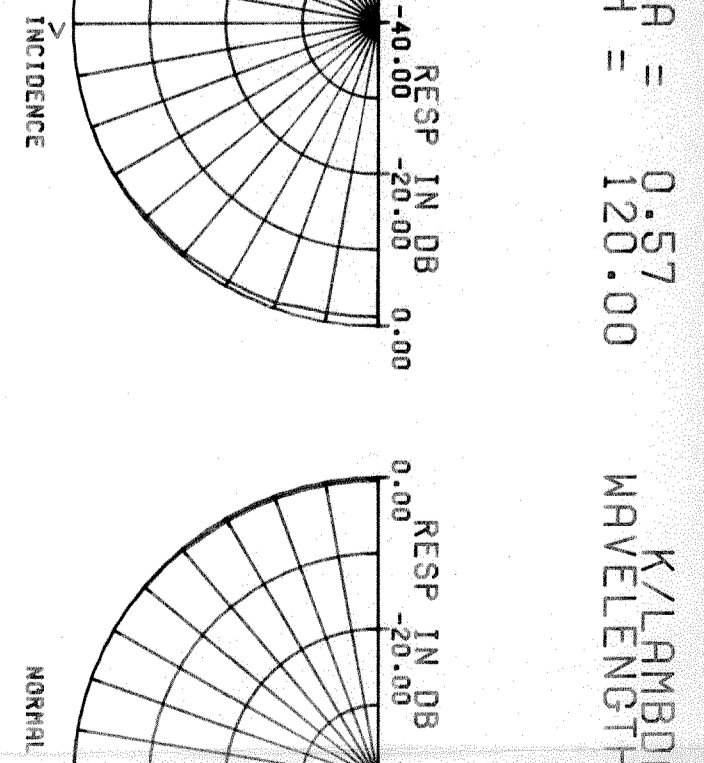 A = 0.57 K/LAMBD
H = 120.00 WAVELENGTH
RESP IN DB RESP IN DB
-40.00 -20.00 0.00 0.00 -20.00
INCIDENCE NORMAL